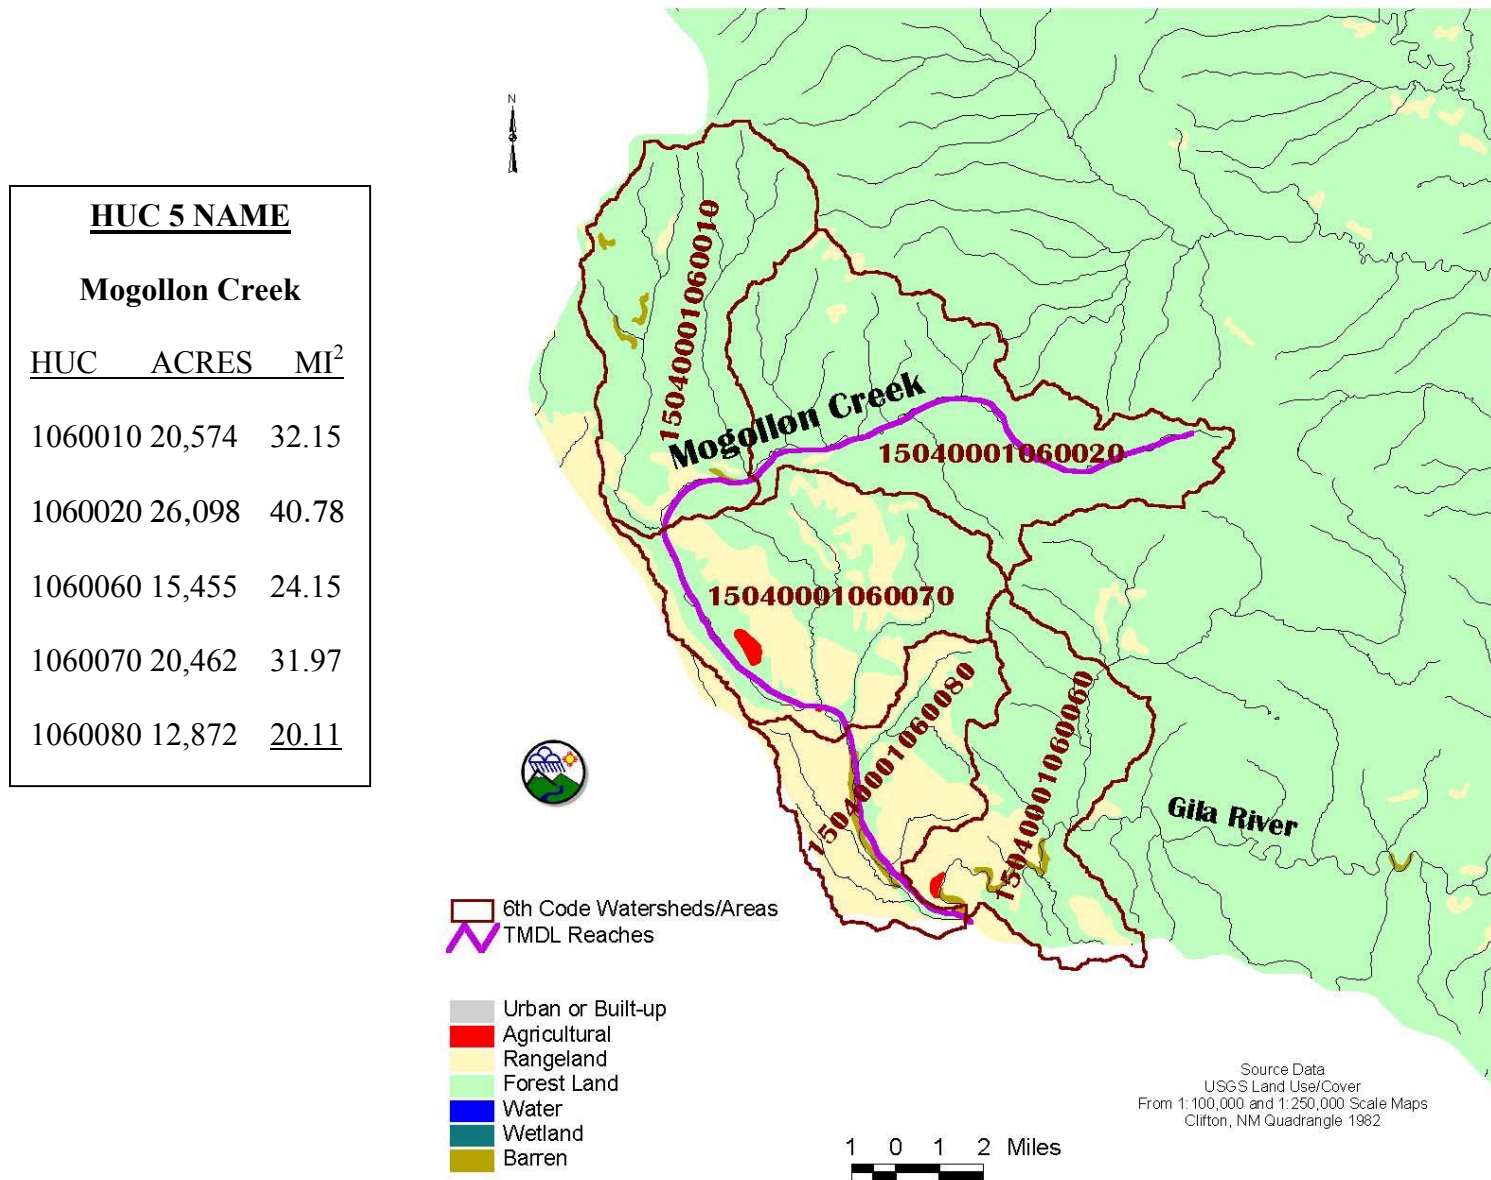 HUC 5 NAME
Mogollon Creek
HUC ACRES MI²
1060010 20,574 32.15
1060020 26,098 40.78
1060060 15,455 24.15
1060070 20,462 31.97
1060080 12,872 20.11
N
15040001060010
Mogollon Creek
15040001060020
15040001060070
15040001060080
15040001060060
Gila River
6th Code Watersheds/Areas
TMDL Reaches
Urban or Built-up
Agricultural
Rangeland
Forest Land
Water
Wetland
Barren
Source Data
USGS Land Use/Cover
From 1:100,000 and 1:250,000 Scale Maps
Clifton, NM Quadrangle 1982
1 0 1 2 Miles